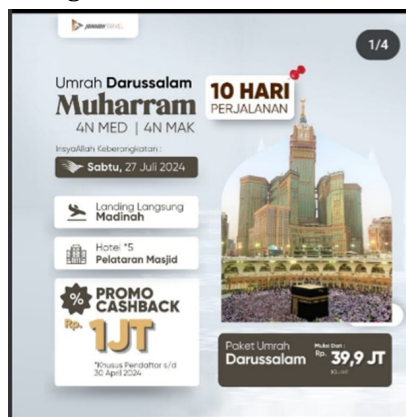 JANNAH TRAVEL
1/4
Umrah Darussalam
Muharram
4N MED | 4N MAK
10 HARI
PERJALANAN
InsyaAllah Keberangkatan :
Sabtu, 27 Juli 2024
Landing Langsung
Madinah
Hotel *5
Pelataran Masjid
%
PROMO
CASHBACK
Rp. 1JT
*Khusus Pendaftar s/d
30 April 2024
Paket Umrah
Darussalam
Mulai Dari :
Rp. 39,9 JT